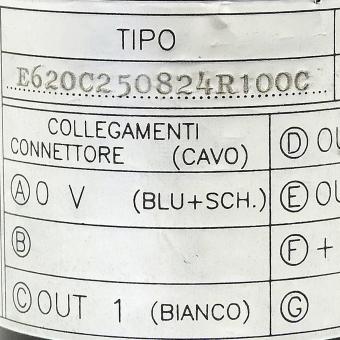 TIPO
E620C250824R100C
COLLEGAMENTI
CONNETTORE (CAVO)
Ⓐ 0 V (BLU+SCH.)
Ⓑ
Ⓒ OUT 1 (BIANCO)
Ⓓ
Ⓔ
Ⓕ +
Ⓖ